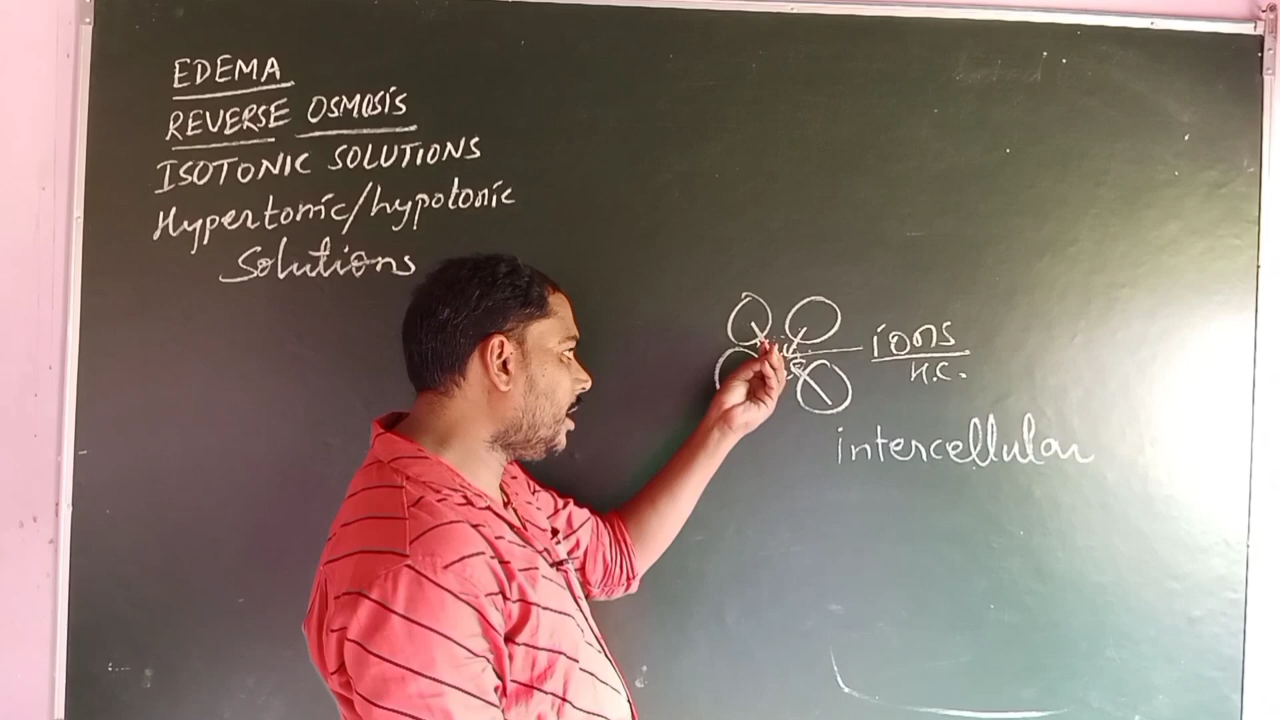 EDEMA
REVERSE OSMOSIS
ISOTONIC SOLUTIONS
Hypertonic/hypotonic
Solutions
ions
H.C.
intercellular